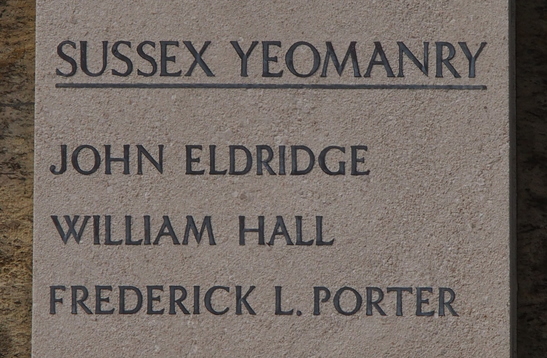 SUSSEX YEOMANRY
JOHN ELDRIDGE
WILLIAM HALL
FREDERICK L. PORTER